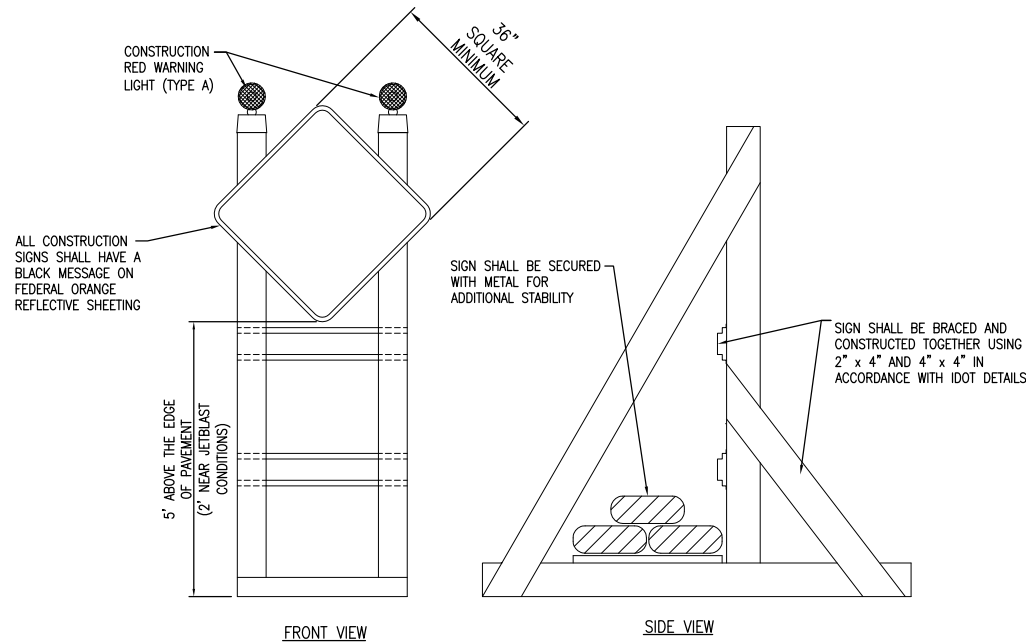 CONSTRUCTION
RED WARNING
LIGHT (TYPE A)
36"
SQUARE
MINIMUM
ALL CONSTRUCTION
SIGNS SHALL HAVE A
BLACK MESSAGE ON
FEDERAL ORANGE
REFLECTIVE SHEETING
5' ABOVE THE EDGE
OF PAVEMENT
(2' NEAR JETBLAST
CONDITIONS)
FRONT VIEW
SIGN SHALL BE SECURED
WITH METAL FOR
ADDITIONAL STABILITY
SIGN SHALL BE BRACED AND
CONSTRUCTED TOGETHER USING
2" x 4" AND 4" x 4" IN
ACCORDANCE WITH IDOT DETAILS
SIDE VIEW